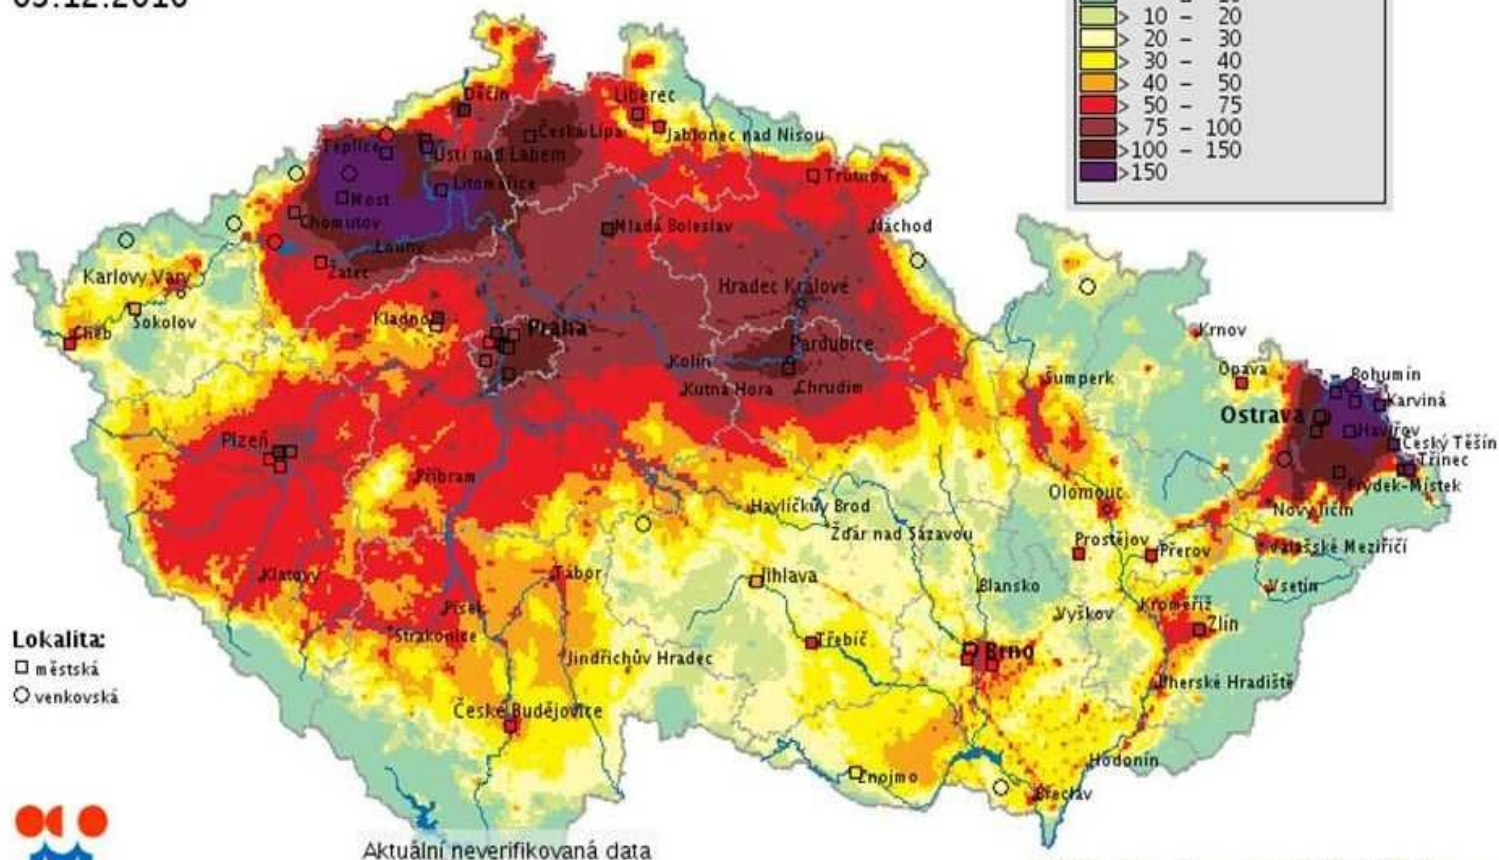 > 10 - 20
> 20 - 30
> 30 - 40
> 40 - 50
> 50 - 75
> 75 - 100
>100 - 150
>150
Děčín
Liberec
Česká Lípa
Jablonec nad Nisou
Teplice
Ústí nad Labem
Trutnov
Litoměřice
Most
Chomutov
Mladá Boleslav
Náchod
Louny
Žatec
Karlovy Vary
Hradec Králové
Sokolov
Kladno
Praha
Cheb
Pardubice
Krnov
Kolín
Opava
Bohumín
Šumperk
Kutná Hora
Chrudim
Karviná
Ostrava
Havířov
Plzeň
Český Těšín
Třinec
Příbram
Frýdek-Místek
Olomouc
Havlíčkův Brod
Nový Jičín
Žďár nad Sázavou
Prostějov
Přerov
Valašské Meziříčí
Klatovy
Tábor
Jihlava
Blansko
Vsetín
Písek
Vyškov
Kroměříž
Zlín
Strakonice
Třebíč
Lokalita:
městská
venkovská
Brno
Jindřichův Hradec
Uherské Hradiště
České Budějovice
Hodonín
Znojmo
Břeclav
Aktuální neverifikovaná data